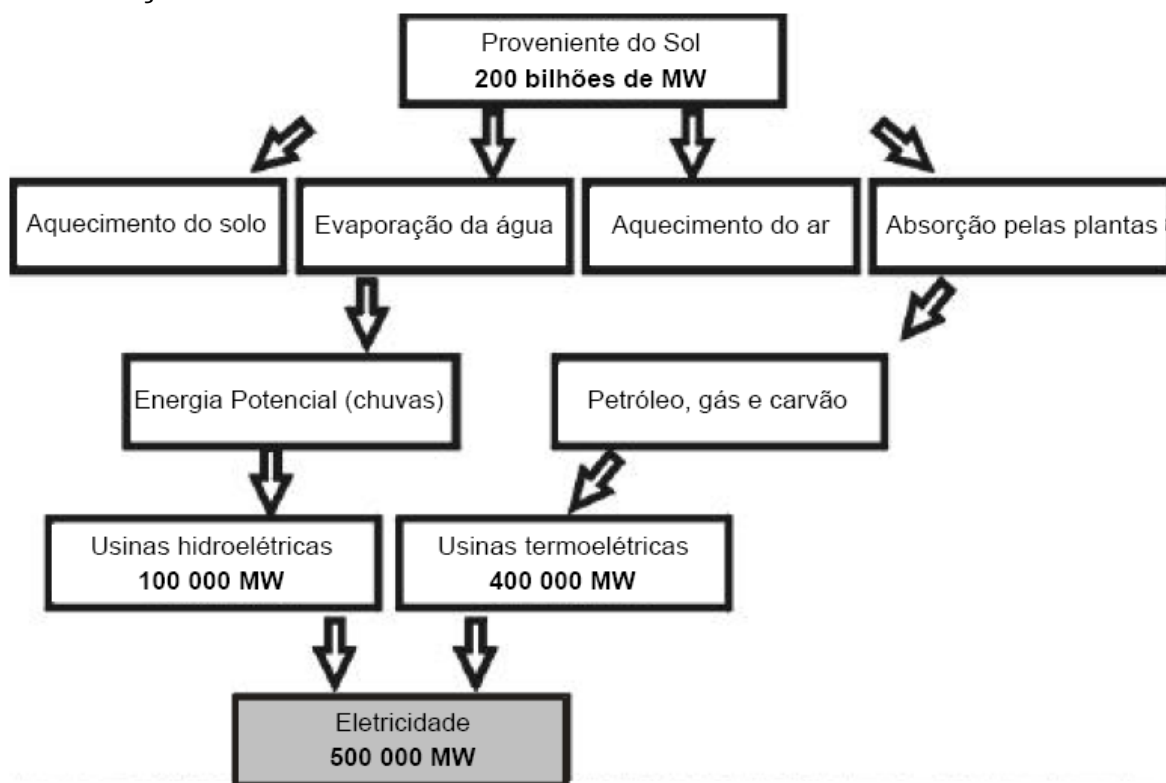 Proveniente do Sol
200 bilhões de MW
Aquecimento do solo
Evaporação da água
Aquecimento do ar
Absorção pelas plantas
Energia Potencial (chuvas)
Petróleo, gás e carvão
Usinas hidroelétricas
100 000 MW
Usinas termoelétricas
400 000 MW
Eletricidade
500 000 MW